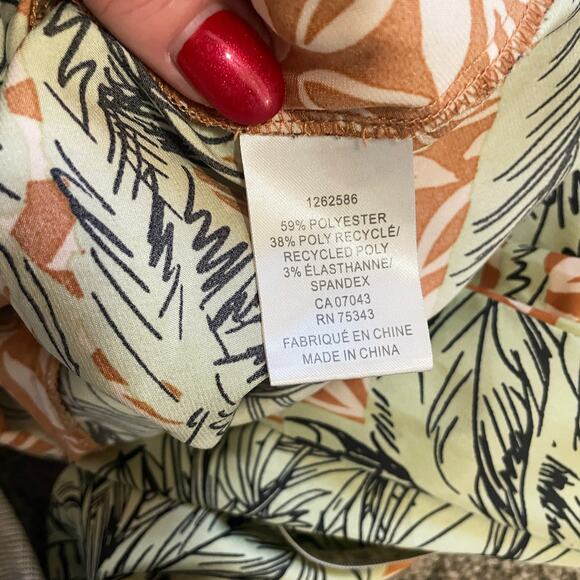 1262586
59% POLYESTER
38% POLY RECYCLÉ/
RECYCLED POLY
3% ÉLASTHANNE/
SPANDEX
CA 07043
RN 75343
FABRIQUÉ EN CHINE
MADE IN CHINA